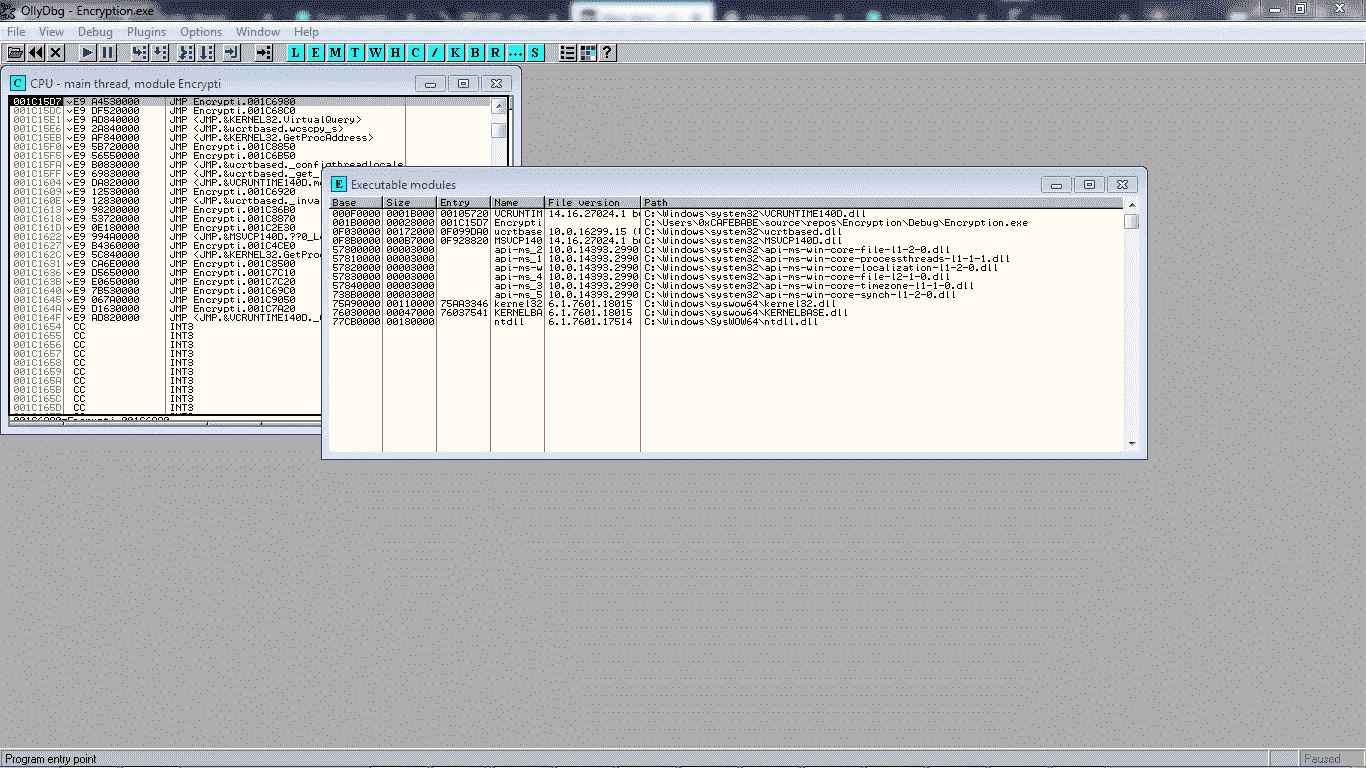 OllyDbg - Encryption.exe
File View Debug Plugins Options Window Help
L E M T W H C / K B R ... S ?
C CPU - main thread, module Encrypti
001C15D7 E9 A4530000 JMP Encrypti.001C6980
001C15DC E9 DF520000 JMP Encrypti.001C68C0
001C15E1 E9 AD840000 JMP <JMP.&KERNEL32.VirtualQuery>
001C15E6 E9 2A840000 JMP <JMP.&ucrtbased.wcscpy_s>
001C15EB E9 AF840000 JMP <JMP.&KERNEL32.GetProcAddress>
001C15F0 E9 5B720000 JMP Encrypti.001C8850
001C15F5 E9 56550000 JMP Encrypti.001C6B50
001C15FA E9 B0830000 JMP <JMP.&ucrtbased._configthreadlocale
001C15FF E9 69830000 JMP <JMP.&ucrtbased._get_
001C1604 E9 DA820000 JMP <JMP.&VCRUNTIME140D.m
001C1609 E9 12530000 JMP Encrypti.001C6920
001C160E E9 12830000 JMP <JMP.&ucrtbased._inva
001C1613 E9 98200000 JMP Encrypti.001C36B0
001C1618 E9 53720000 JMP Encrypti.001C8870
001C161D E9 0E180000 JMP Encrypti.001C2E30
001C1622 E9 994A0000 JMP <JMP.&MSVCP140D.??0_L
001C1627 E9 B4360000 JMP Encrypti.001C4CE0
001C162C E9 5C840000 JMP <JMP.&KERNEL32.GetProc
001C1631 E9 CA6E0000 JMP Encrypti.001C8500
001C1636 E9 D5650000 JMP Encrypti.001C7C10
001C163B E9 E0650000 JMP Encrypti.001C7C20
001C1640 E9 7B530000 JMP Encrypti.001C69C0
001C1645 E9 067A0000 JMP Encrypti.001C9050
001C164A E9 D1630000 JMP Encrypti.001C7A20
001C164F E9 AD820000 JMP <JMP.&VCRUNTIME140D._
001C1654 CC INT3
001C1655 CC INT3
001C1656 CC INT3
001C1657 CC INT3
001C1658 CC INT3
001C1659 CC INT3
001C165A CC INT3
001C165B CC INT3
001C165C CC INT3
001C165D CC INT3
001C6980=Encrypti.001C6980
E Executable modules
Base Size Entry Name File version Path
000F0000 0001B000 00105720 VCRUNTIM 14.16.27024.1 bu C:\Windows\system32\VCRUNTIME140D.dll
001B0000 00028000 001C15D7 Encrypti C:\Users\0xCAFEBABE\source\repos\Encryption\Debug\Encryption.exe
0F030000 00172000 0F099DA0 ucrtbase 10.0.16299.15 (W C:\Windows\system32\ucrtbased.dll
0F8B0000 000B7000 0F928820 MSVCP140 14.16.27024.1 bu C:\Windows\system32\MSVCP140D.dll
57800000 00003000 api-ms_2 10.0.14393.2990 C:\Windows\system32\api-ms-win-core-file-l1-2-0.dll
57810000 00003000 api-ms_1 10.0.14393.2990 C:\Windows\system32\api-ms-win-core-processthreads-l1-1-1.dll
57820000 00003000 api-ms-w 10.0.14393.2990 C:\Windows\system32\api-ms-win-core-localization-l1-2-0.dll
57830000 00003000 api-ms_4 10.0.14393.2990 C:\Windows\system32\api-ms-win-core-file-l2-1-0.dll
57840000 00003000 api-ms_3 10.0.14393.2990 C:\Windows\system32\api-ms-win-core-timezone-l1-1-0.dll
738B0000 00003000 api-ms_5 10.0.14393.2990 C:\Windows\system32\api-ms-win-core-synch-l1-2-0.dll
75A90000 00110000 75AA3346 kernel32 6.1.7601.18015 C:\Windows\syswow64\kernel32.dll
76030000 00047000 76037541 KERNELBA 6.1.7601.18015 C:\Windows\syswow64\KERNELBASE.dll
77CB0000 00180000 ntdll 6.1.7601.17514 C:\Windows\SysWOW64\ntdll.dll
Program entry point
Paused